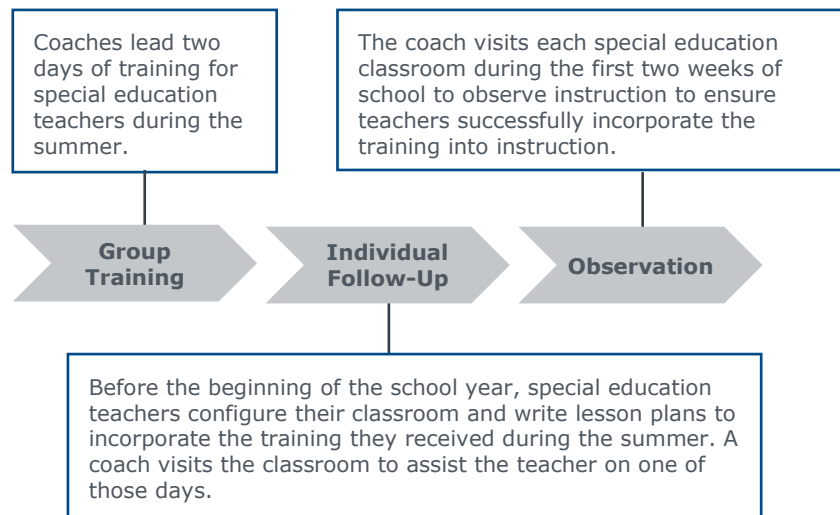 Coaches lead two
days of training for
special education
teachers during the
summer.
The coach visits each special education
classroom during the first two weeks of
school to observe instruction to ensure
teachers successfully incorporate the
training into instruction.
Group
Training
Individual
Follow-Up
Observation
Before the beginning of the school year, special education
teachers configure their classroom and write lesson plans to
incorporate the training they received during the summer. A
coach visits the classroom to assist the teacher on one of
those days.